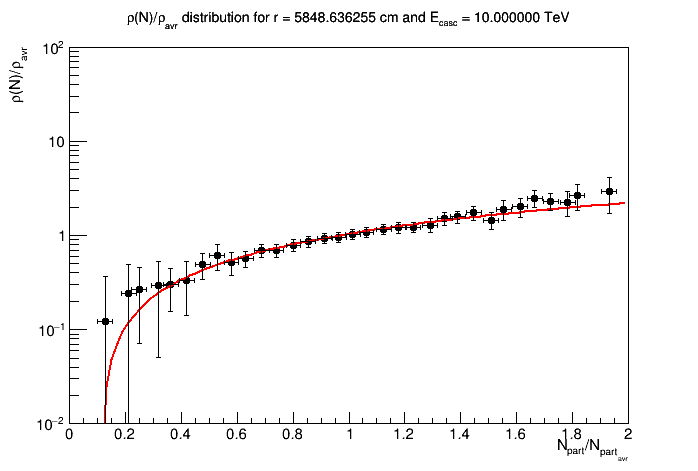 ρ(N)/ρ_avr distribution for r = 5848.636255 cm and E_casc = 10.000000 TeV
ρ(N)/ρ_avr
10²
10
1
10⁻¹
10⁻²
0 0.2 0.4 0.6 0.8 1 1.2 1.4 1.6 1.8 2
N_part/N_part_avr